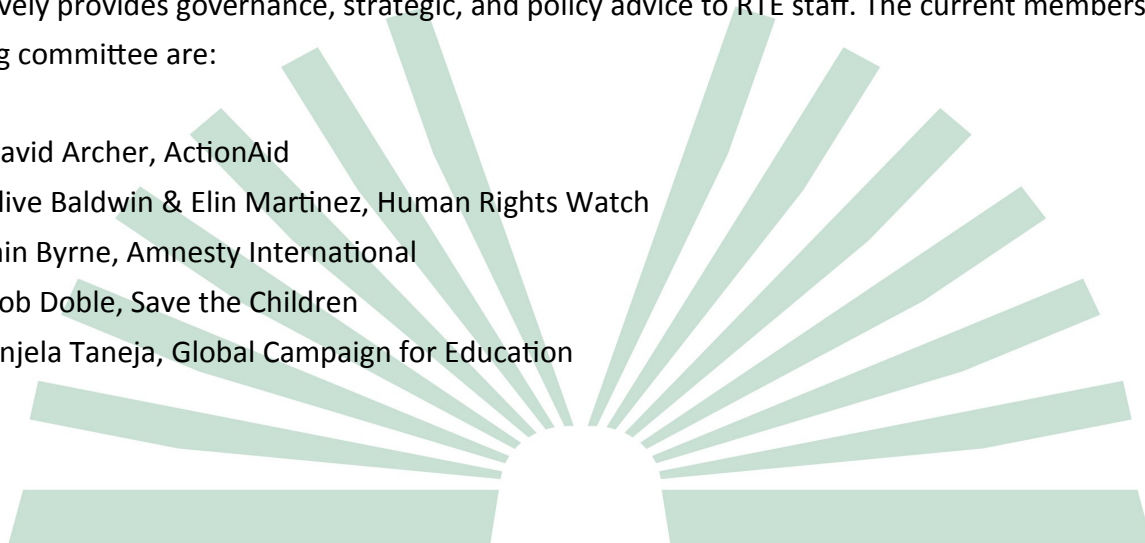 vely provides governance, strategic, and policy advice to RTE staff. The current members
g committee are:
avid Archer, ActionAid
live Baldwin & Elin Martinez, Human Rights Watch
ain Byrne, Amnesty International
ob Doble, Save the Children
njela Taneja, Global Campaign for Education